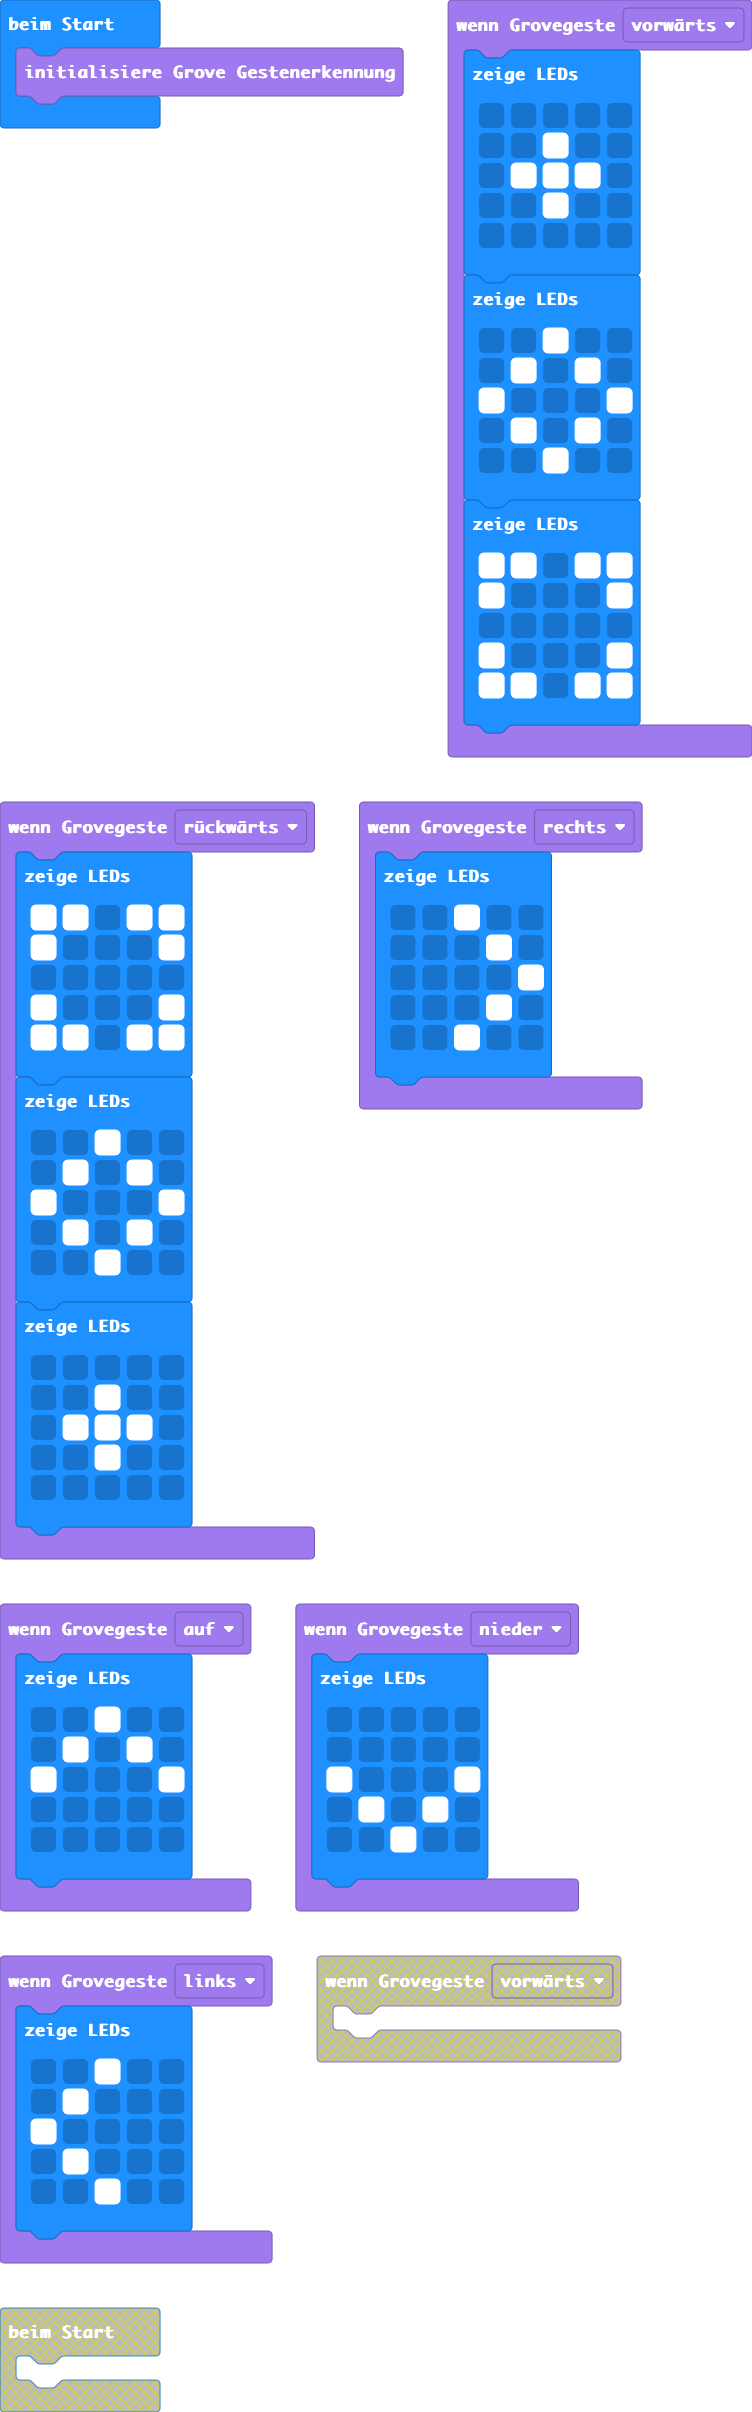 beim Start
initialisiere Grove Gestenerkennung
wenn Grovegeste vorwärts
zeige LEDs
zeige LEDs
zeige LEDs
wenn Grovegeste rückwärts
zeige LEDs
zeige LEDs
zeige LEDs
wenn Grovegeste rechts
zeige LEDs
wenn Grovegeste auf
zeige LEDs
wenn Grovegeste nieder
zeige LEDs
wenn Grovegeste links
zeige LEDs
wenn Grovegeste vorwärts
beim Start